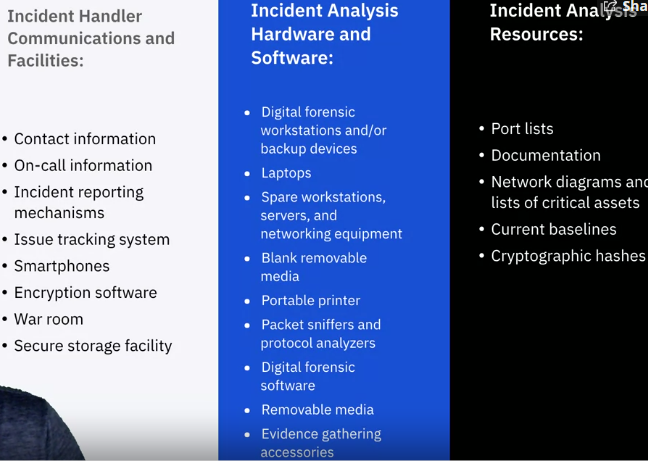 Incident Handler
Communications and
Facilities:
• Contact information
• On-call information
• Incident reporting
mechanisms
• Issue tracking system
• Smartphones
• Encryption software
• War room
• Secure storage facility
Incident Analysis
Hardware and
Software:
• Digital forensic
workstations and/or
backup devices
• Laptops
• Spare workstations,
servers, and
networking equipment
• Blank removable
media
• Portable printer
• Packet sniffers and
protocol analyzers
• Digital forensic
software
• Removable media
• Evidence gathering
accessories
Incident Analysis
Resources:
• Port lists
• Documentation
• Network diagrams and
lists of critical assets
• Current baselines
• Cryptographic hashes